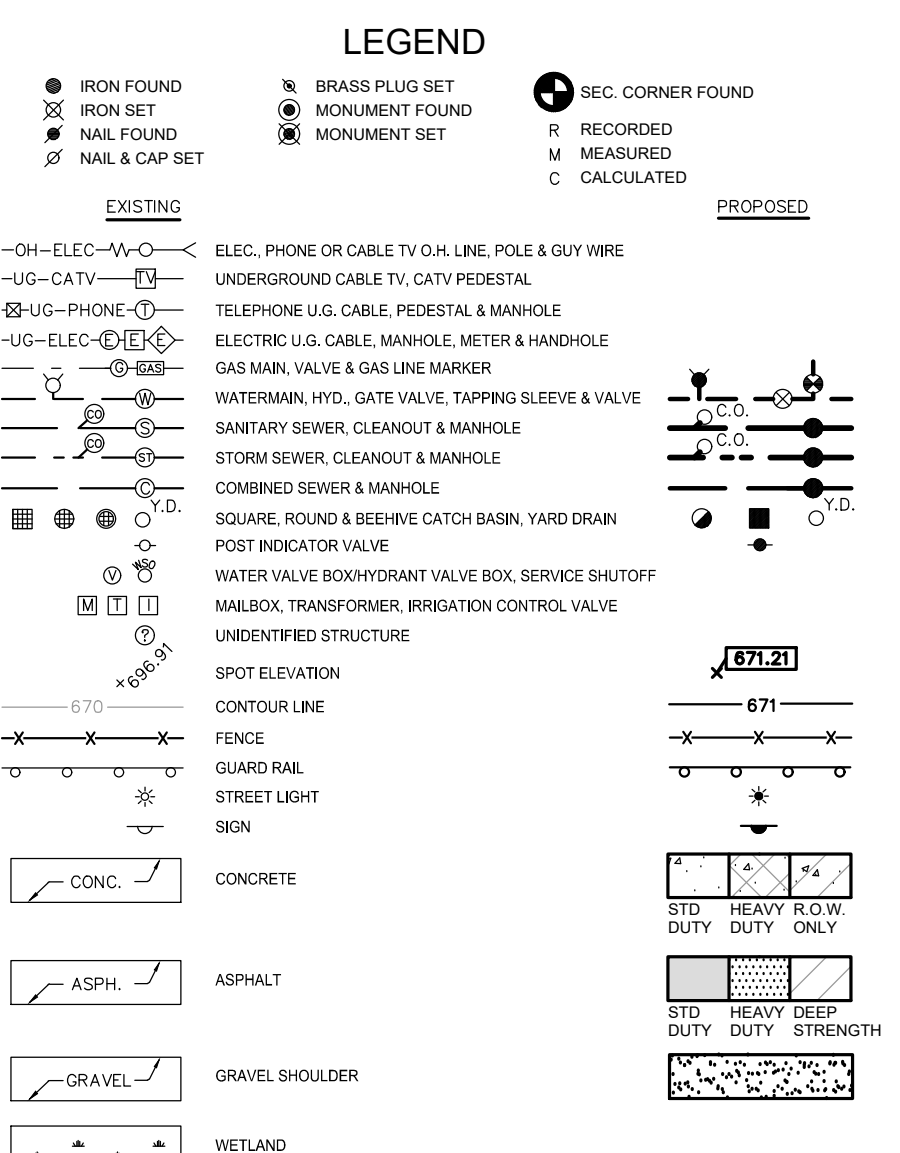 LEGEND
IRON FOUND
IRON SET
NAIL FOUND
NAIL & CAP SET
BRASS PLUG SET
MONUMENT FOUND
MONUMENT SET
SEC. CORNER FOUND
R RECORDED
M MEASURED
C CALCULATED
EXISTING
PROPOSED
-OH-ELEC- ELEC., PHONE OR CABLE TV O.H. LINE, POLE & GUY WIRE
-UG-CATV- TV UNDERGROUND CABLE TV, CATV PEDESTAL
-UG-PHONE- T TELEPHONE U.G. CABLE, PEDESTAL & MANHOLE
-UG-ELEC- E E E ELECTRIC U.G. CABLE, MANHOLE, METER & HANDHOLE
G GAS GAS MAIN, VALVE & GAS LINE MARKER
W WATERMAIN, HYD., GATE VALVE, TAPPING SLEEVE & VALVE
CO S SANITARY SEWER, CLEANOUT & MANHOLE C.O.
CO ST STORM SEWER, CLEANOUT & MANHOLE C.O.
C COMBINED SEWER & MANHOLE
Y.D. SQUARE, ROUND & BEEHIVE CATCH BASIN, YARD DRAIN Y.D.
POST INDICATOR VALVE
V WSO WATER VALVE BOX/HYDRANT VALVE BOX, SERVICE SHUTOFF
M T I MAILBOX, TRANSFORMER, IRRIGATION CONTROL VALVE
? UNIDENTIFIED STRUCTURE
×696.91 SPOT ELEVATION 671.21
670 CONTOUR LINE 671
-X-X-X- FENCE -X-X-X-
GUARD RAIL
STREET LIGHT
SIGN
CONC. CONCRETE
STD DUTY
HEAVY DUTY
R.O.W. ONLY
ASPH. ASPHALT
STD DUTY
HEAVY DUTY
DEEP STRENGTH
GRAVEL GRAVEL SHOULDER
WETLAND